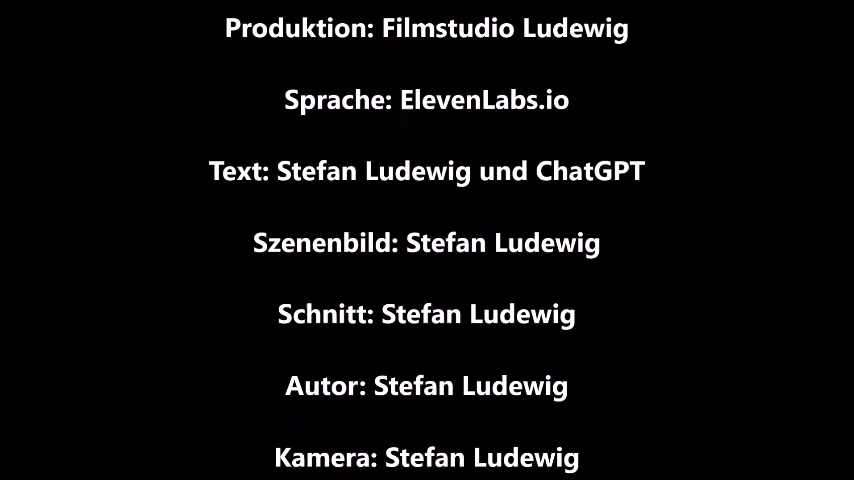 Produktion: Filmstudio Ludewig
Sprache: ElevenLabs.io
Text: Stefan Ludewig und ChatGPT
Szenenbild: Stefan Ludewig
Schnitt: Stefan Ludewig
Autor: Stefan Ludewig
Kamera: Stefan Ludewig